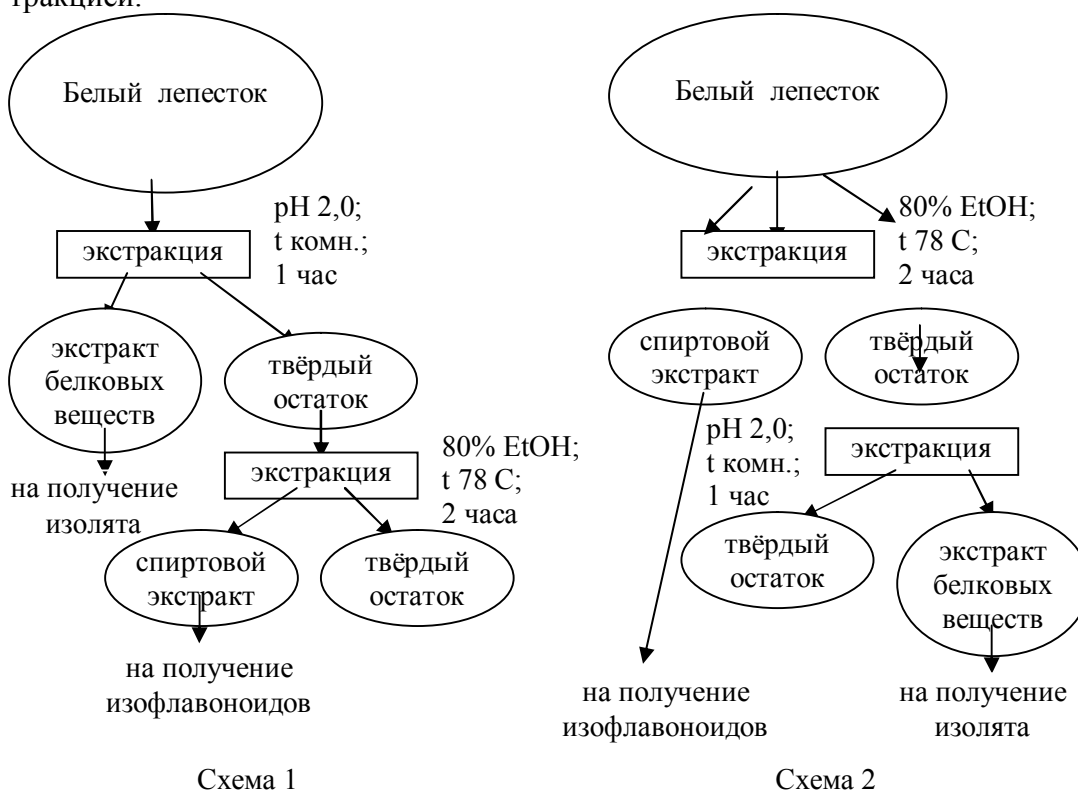 тракцией.
Белый лепесток
pH 2,0;
t комн.;
1 час
экстракция
экстракт
белковых
веществ
твёрдый
остаток
на получение
изолята
экстракция
80% EtOH;
t 78 С;
2 часа
спиртовой
экстракт
твёрдый
остаток
на получение
изофлавоноидов
Схема 1
Белый лепесток
80% EtOH;
t 78 С;
2 часа
экстракция
спиртовой
экстракт
твёрдый
остаток
pH 2,0;
t комн.;
1 час
экстракция
твёрдый
остаток
экстракт
белковых
веществ
на получение
изофлавоноидов
на получение
изолята
Схема 2